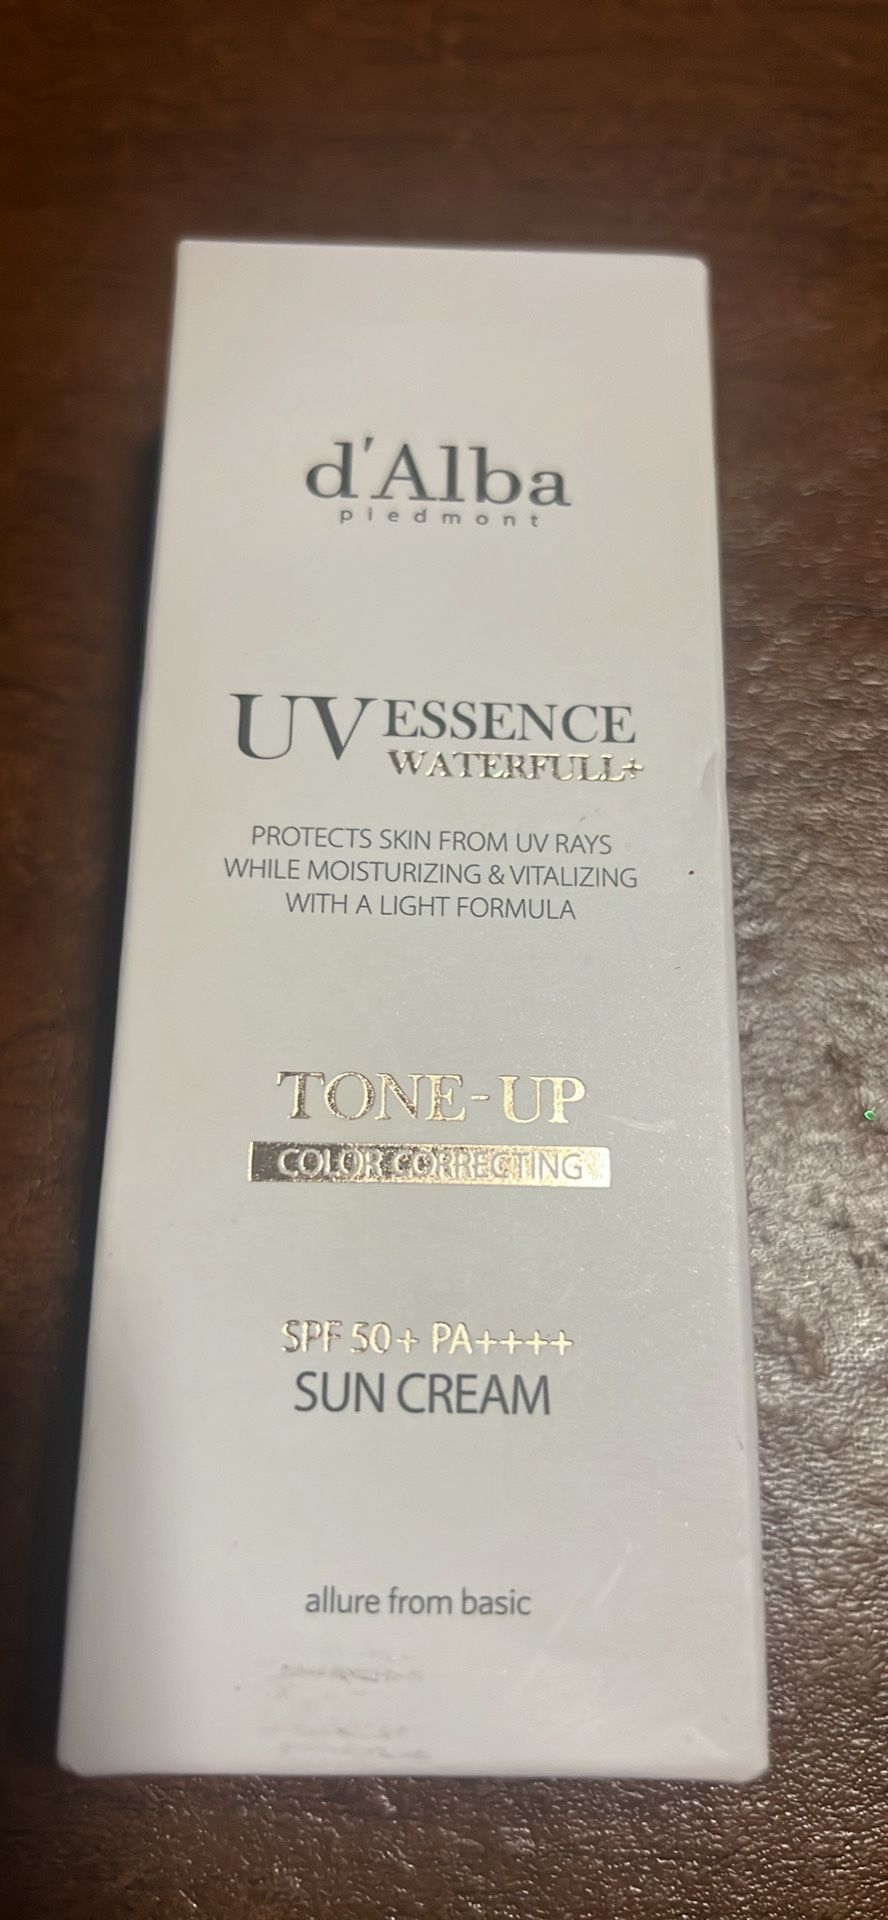 d'Alba
piedmont
UV ESSENCE
WATERFULL+
PROTECTS SKIN FROM UV RAYS
WHILE MOISTURIZING & VITALIZING
WITH A LIGHT FORMULA
TONE-UP
COLOR CORRECTING
SPF 50+ PA++++
SUN CREAM
allure from basic